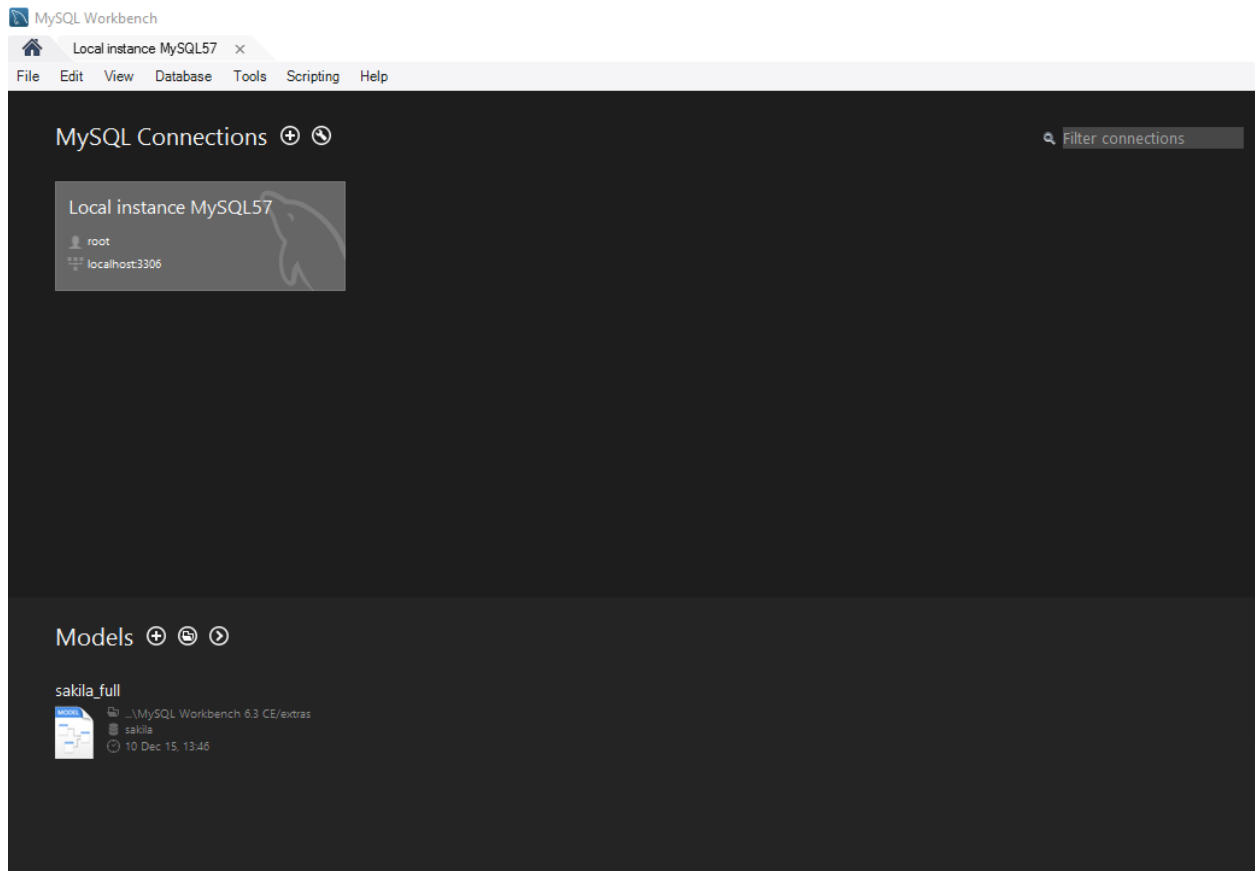 MySQL Workbench
Local instance MySQL57
File Edit View Database Tools Scripting Help
MySQL Connections
Filter connections
Local instance MySQL57
root
localhost:3306
Models
sakila_full
MODEL
...\MySQL Workbench 6.3 CE/extras
sakila
10 Dec 15, 13:46